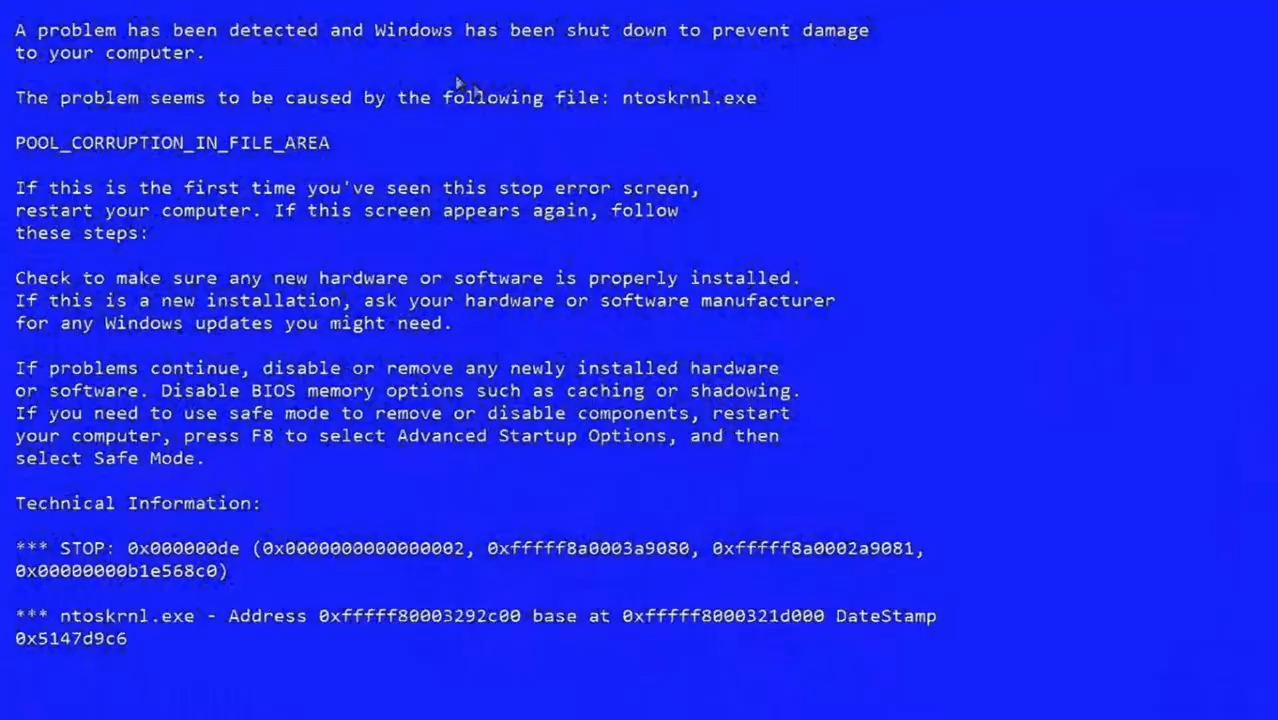 A problem has been detected and Windows has been shut down to prevent damage
to your computer.
The problem seems to be caused by the following file: ntoskrnl.exe
POOL_CORRUPTION_IN_FILE_AREA
If this is the first time you've seen this stop error screen,
restart your computer. If this screen appears again, follow
these steps:
Check to make sure any new hardware or software is properly installed.
If this is a new installation, ask your hardware or software manufacturer
for any Windows updates you might need.
If problems continue, disable or remove any newly installed hardware
or software. Disable BIOS memory options such as caching or shadowing.
If you need to use safe mode to remove or disable components, restart
your computer, press F8 to select Advanced Startup Options, and then
select Safe Mode.
Technical Information:
*** STOP: 0x000000de (0x0000000000000002, 0xfffff8a0003a9080, 0xfffff8a0002a9081,
0x00000000b1e568c0)
*** ntoskrnl.exe - Address 0xfffff80003292c00 base at 0xfffff8000321d000 DateStamp
0x5147d9c6